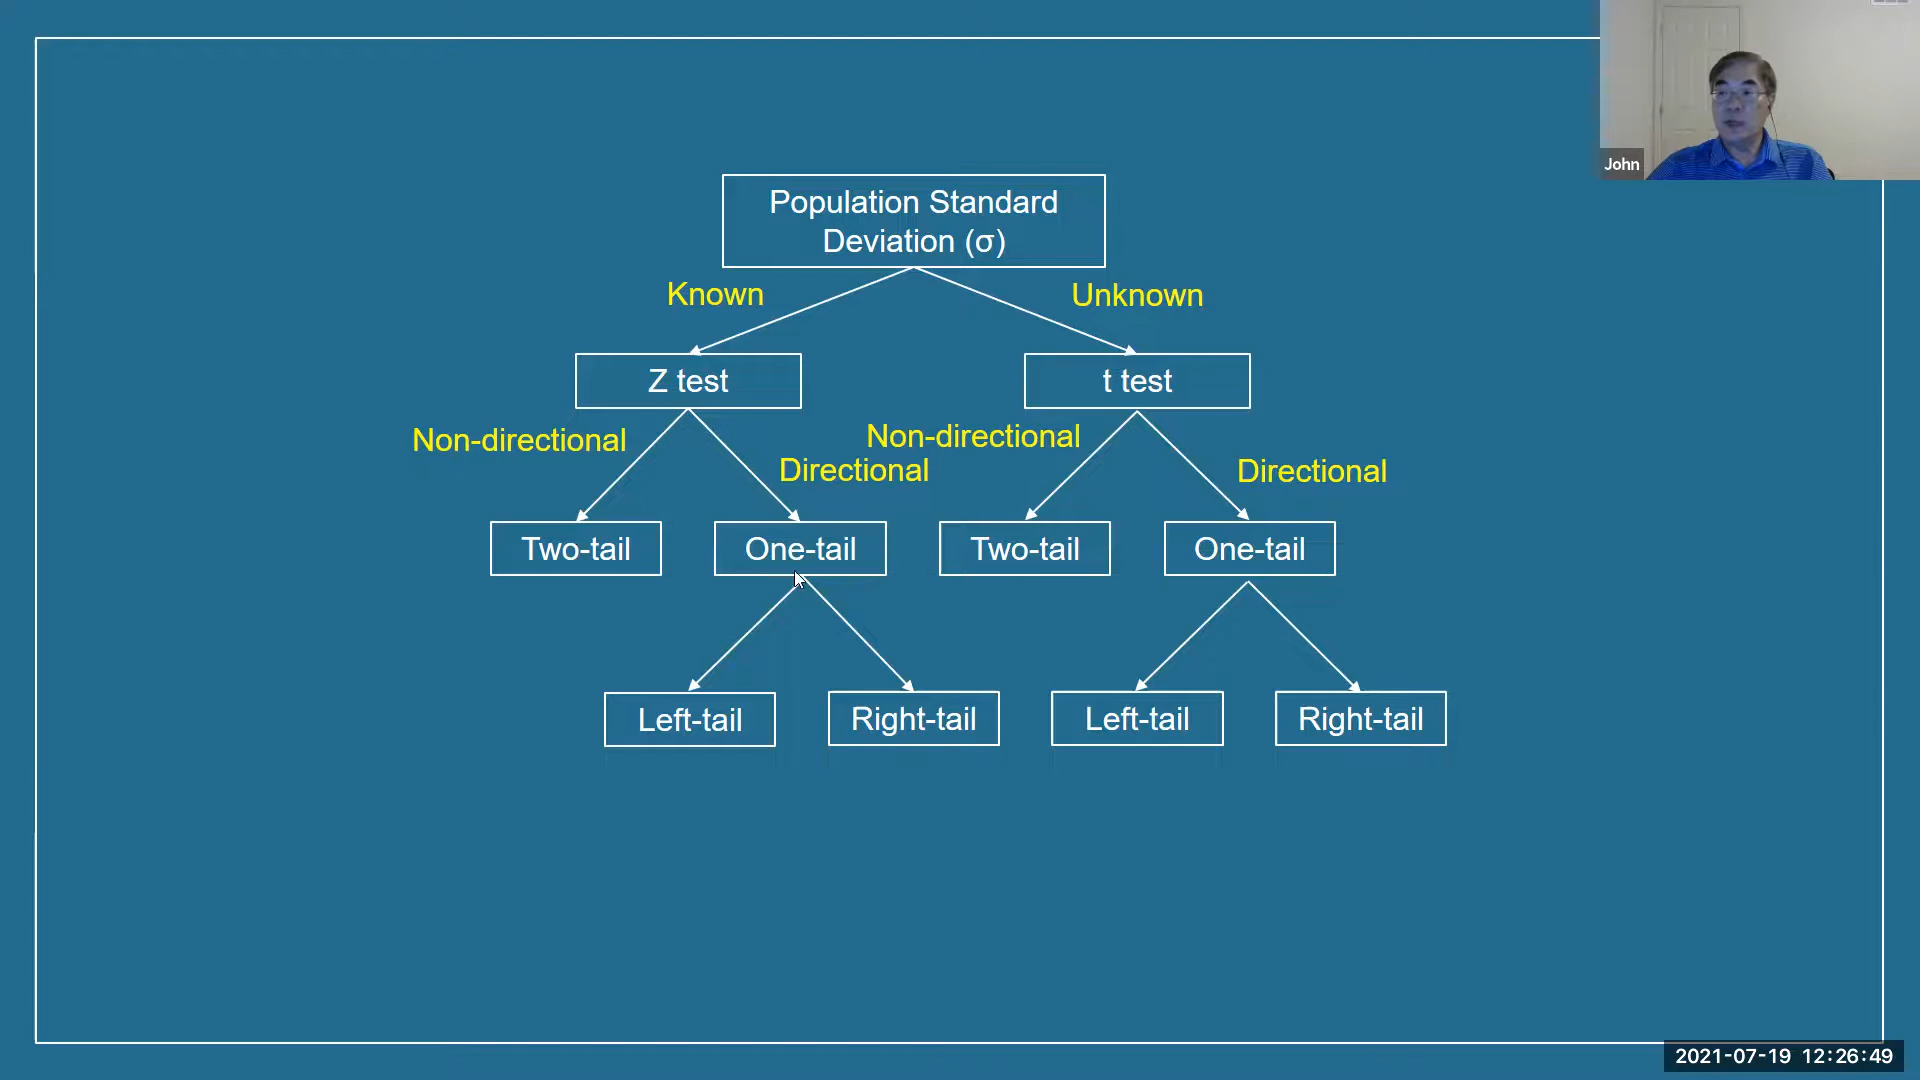 John
Population Standard
Deviation (σ)
Known
Unknown
Z test
t test
Non-directional
Directional
Non-directional
Directional
Two-tail
One-tail
Two-tail
One-tail
Left-tail
Right-tail
Left-tail
Right-tail
2021-07-19 12:26:49